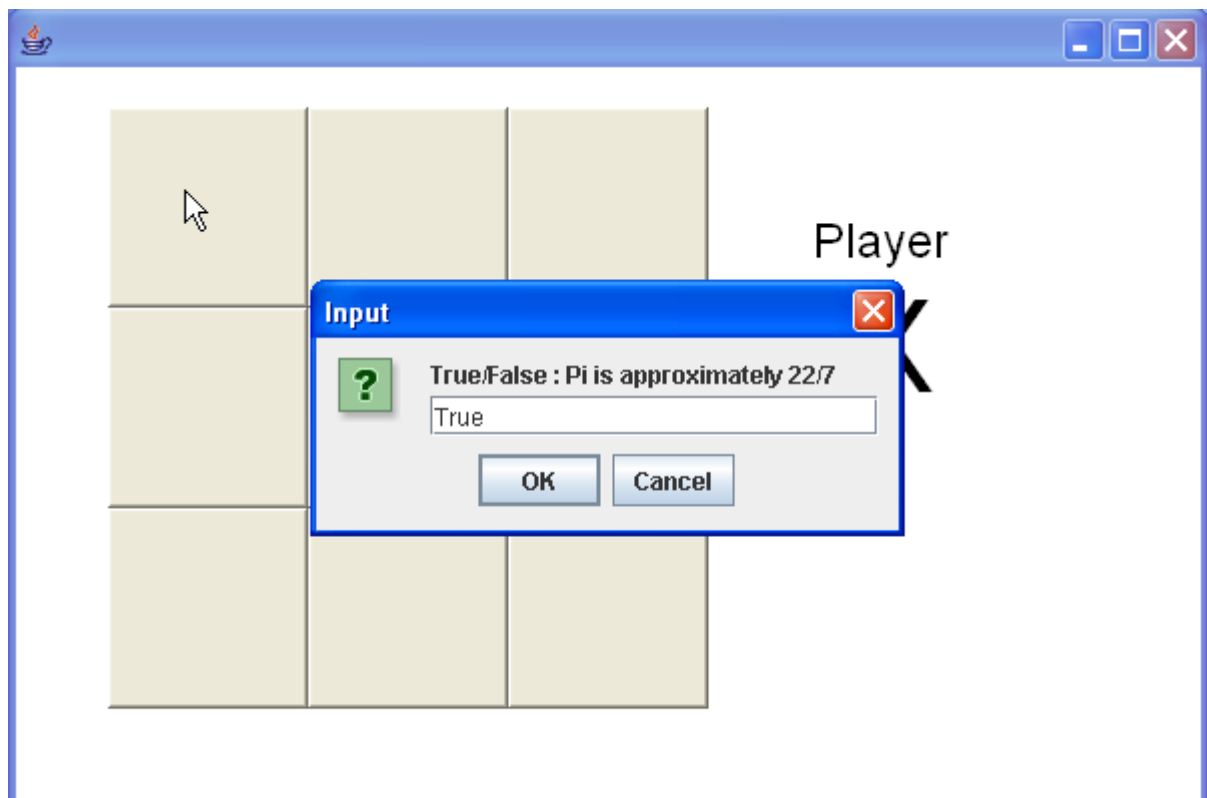 Player
X
Input
True/False : Pi is approximately 22/7
True
OK
Cancel